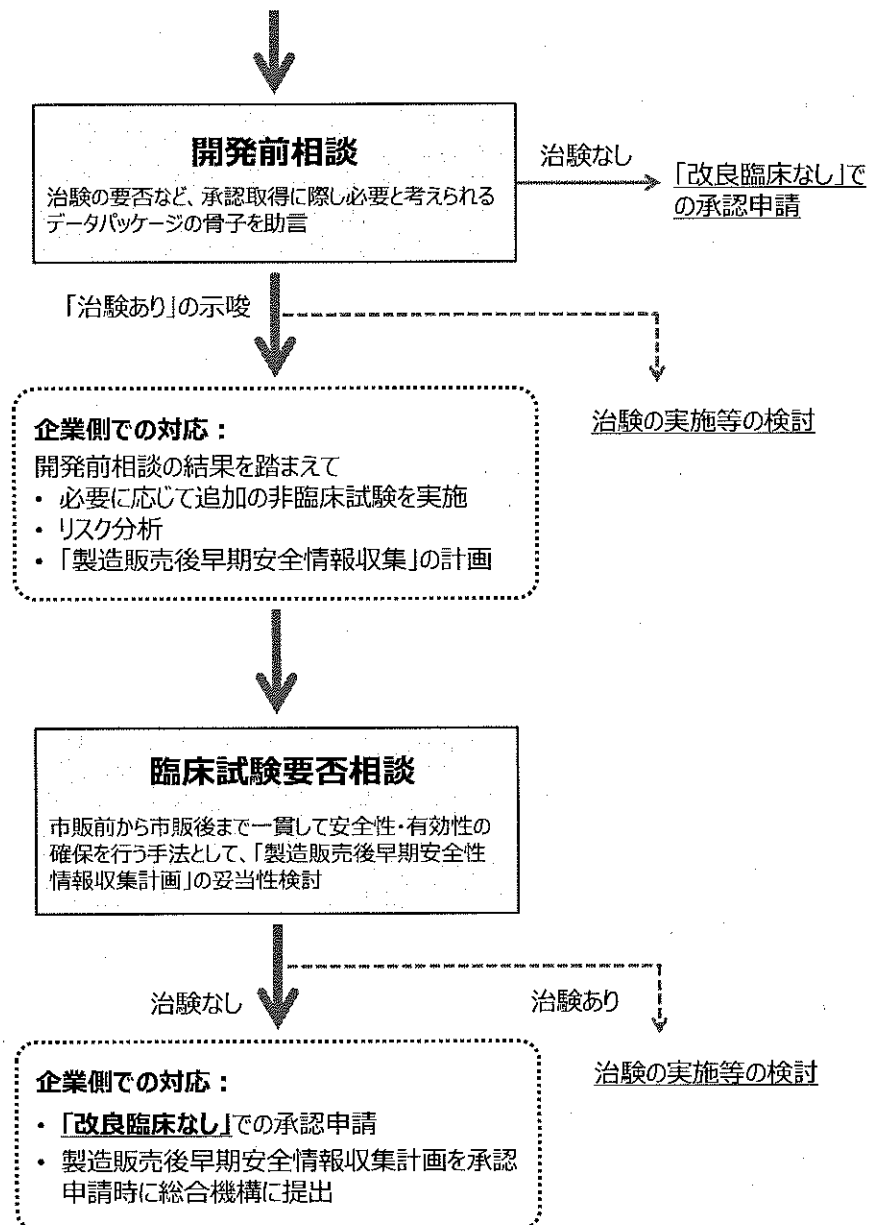 開発前相談
治験の要否など、承認取得に際し必要と考えられる
データパッケージの骨子を助言
治験なし
「改良臨床なし」で
の承認申請
「治験あり」の示唆
治験の実施等の検討
企業側での対応：
開発前相談の結果を踏まえて
・ 必要に応じて追加の非臨床試験を実施
・ リスク分析
・ 「製造販売後早期安全情報収集」の計画
臨床試験要否相談
市販前から市販後まで一貫して安全性・有効性の
確保を行う手法として、「製造販売後早期安全性
情報収集計画」の妥当性検討
治験なし
治験あり
治験の実施等の検討
企業側での対応：
・ 「改良臨床なし」での承認申請
・ 製造販売後早期安全情報収集計画を承認
申請時に総合機構に提出